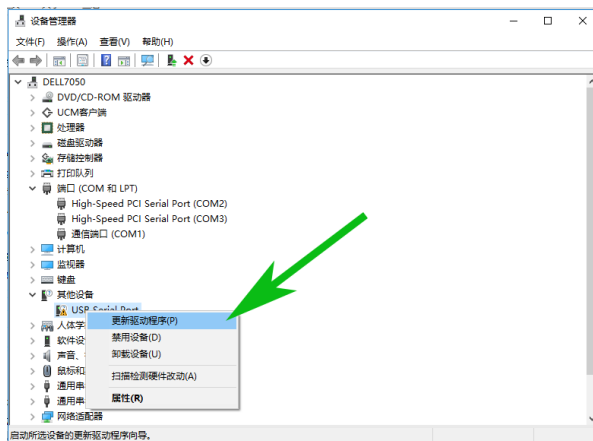 设备管理器
文件(F) 操作(A) 查看(V) 帮助(H)
DELL7050
DVD/CD-ROM 驱动器
UCM客户端
处理器
磁盘驱动器
存储控制器
打印队列
端口 (COM 和 LPT)
High-Speed PCI Serial Port (COM2)
High-Speed PCI Serial Port (COM3)
通信端口 (COM1)
计算机
监视器
键盘
其他设备
USB Serial Port
更新驱动程序(P)
人体学
禁用设备(D)
软件设
卸载设备(U)
声音、
鼠标和
扫描检测硬件改动(A)
通用串
通用串
属性(R)
网络适配器
启动所选设备的更新驱动程序向导。